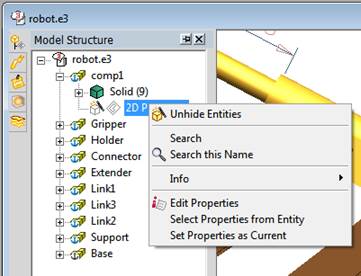 robot.e3
Model Structure
robot.e3
comp1
Solid (9)
2D P
Unhide Entities
Search
Search this Name
Info
Edit Properties
Select Properties from Entity
Set Properties as Current
Gripper
Holder
Connector
Extender
Link1
Link3
Link2
Support
Base